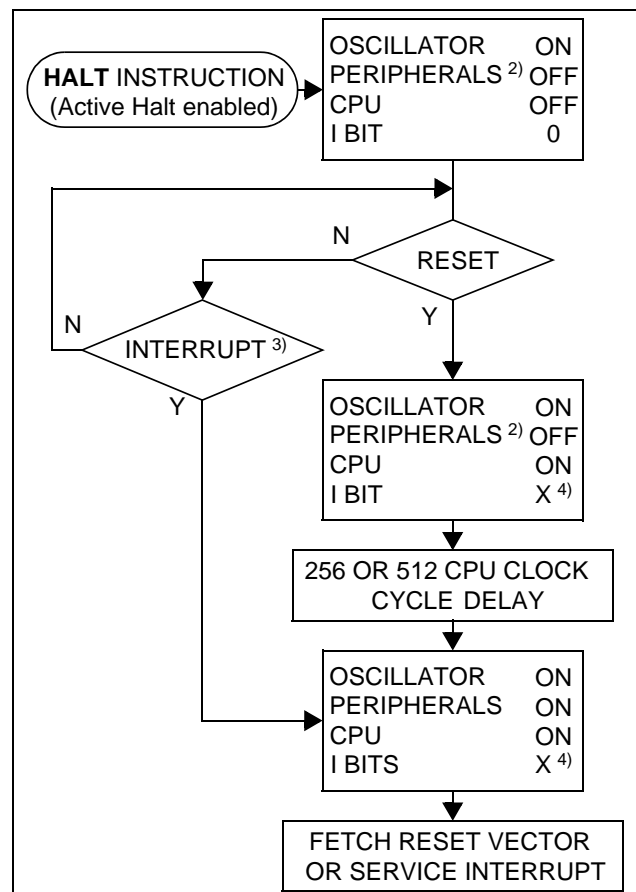 HALT INSTRUCTION
(Active Halt enabled)
OSCILLATOR ON
PERIPHERALS 2) OFF
CPU OFF
I BIT 0
N
RESET
Y
N
INTERRUPT 3)
Y
OSCILLATOR ON
PERIPHERALS 2) OFF
CPU ON
I BIT X 4)
256 OR 512 CPU CLOCK
CYCLE DELAY
OSCILLATOR ON
PERIPHERALS ON
CPU ON
I BITS X 4)
FETCH RESET VECTOR
OR SERVICE INTERRUPT